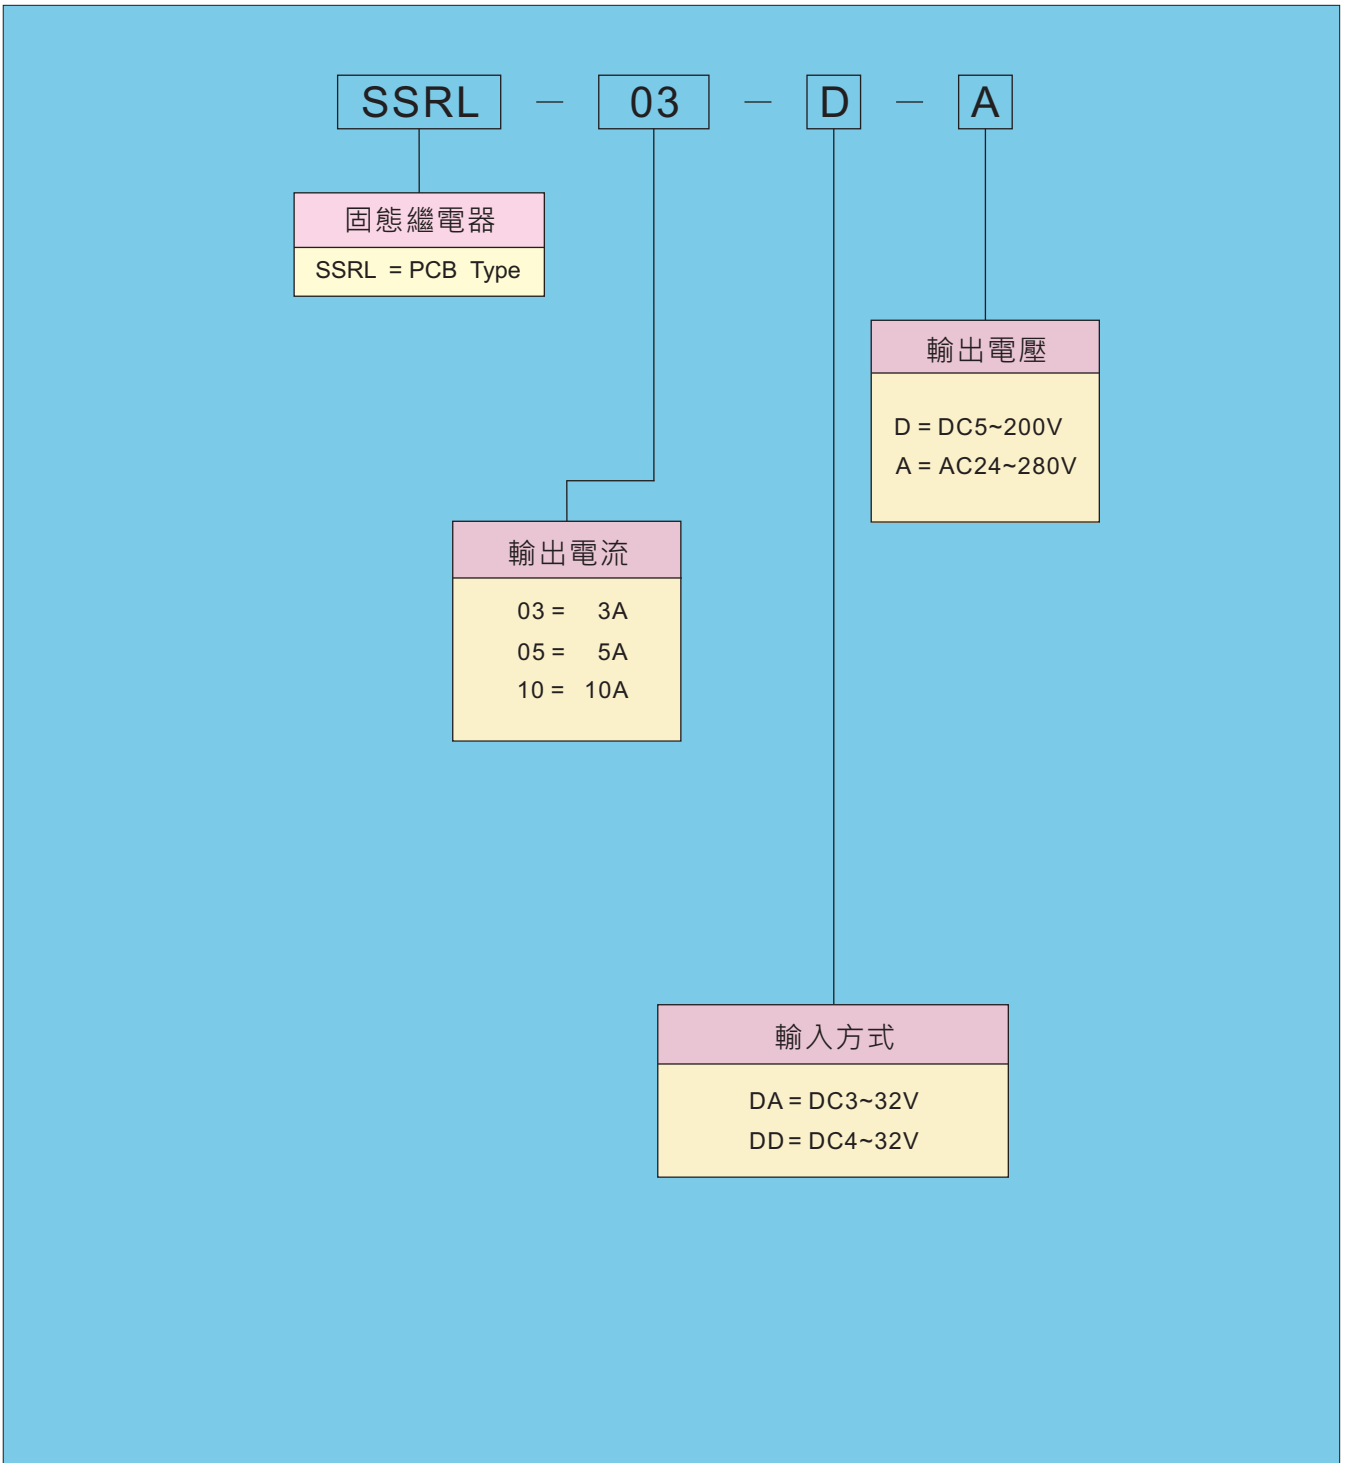 SSRL — 03 — D — A
固態繼電器
SSRL = PCB Type
輸出電壓
D = DC5~200V
A = AC24~280V
輸出電流
03 = 3A
05 = 5A
10 = 10A
輸入方式
DA = DC3~32V
DD = DC4~32V